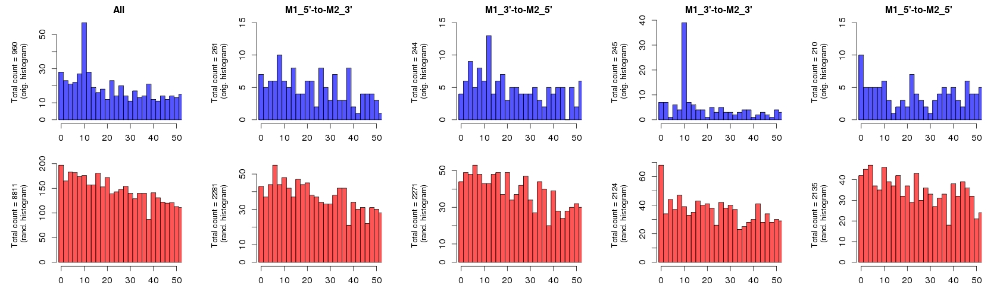 All
M1_5'-to-M2_3'
M1_3'-to-M2_5'
M1_3'-to-M2_3'
M1_5'-to-M2_5'
Total count = 960
(orig. histogram)
0
10
30
50
0 10 20 30 40 50
Total count = 261
(orig. histogram)
0
5
10
15
0 10 20 30 40 50
Total count = 244
(orig. histogram)
0
5
10
15
0 10 20 30 40 50
Total count = 245
(orig. histogram)
0
10
20
30
40
0 10 20 30 40 50
Total count = 210
(orig. histogram)
0
5
10
15
0 10 20 30 40 50
Total count = 8811
(rand. histogram)
0
50
100
150
200
0 10 20 30 40 50
Total count = 2281
(rand. histogram)
0
10
30
50
0 10 20 30 40 50
Total count = 2271
(rand. histogram)
0
10
30
50
0 10 20 30 40 50
Total count = 2124
(rand. histogram)
0
20
40
60
0 10 20 30 40 50
Total count = 2135
(rand. histogram)
0
10
20
30
40
0 10 20 30 40 50